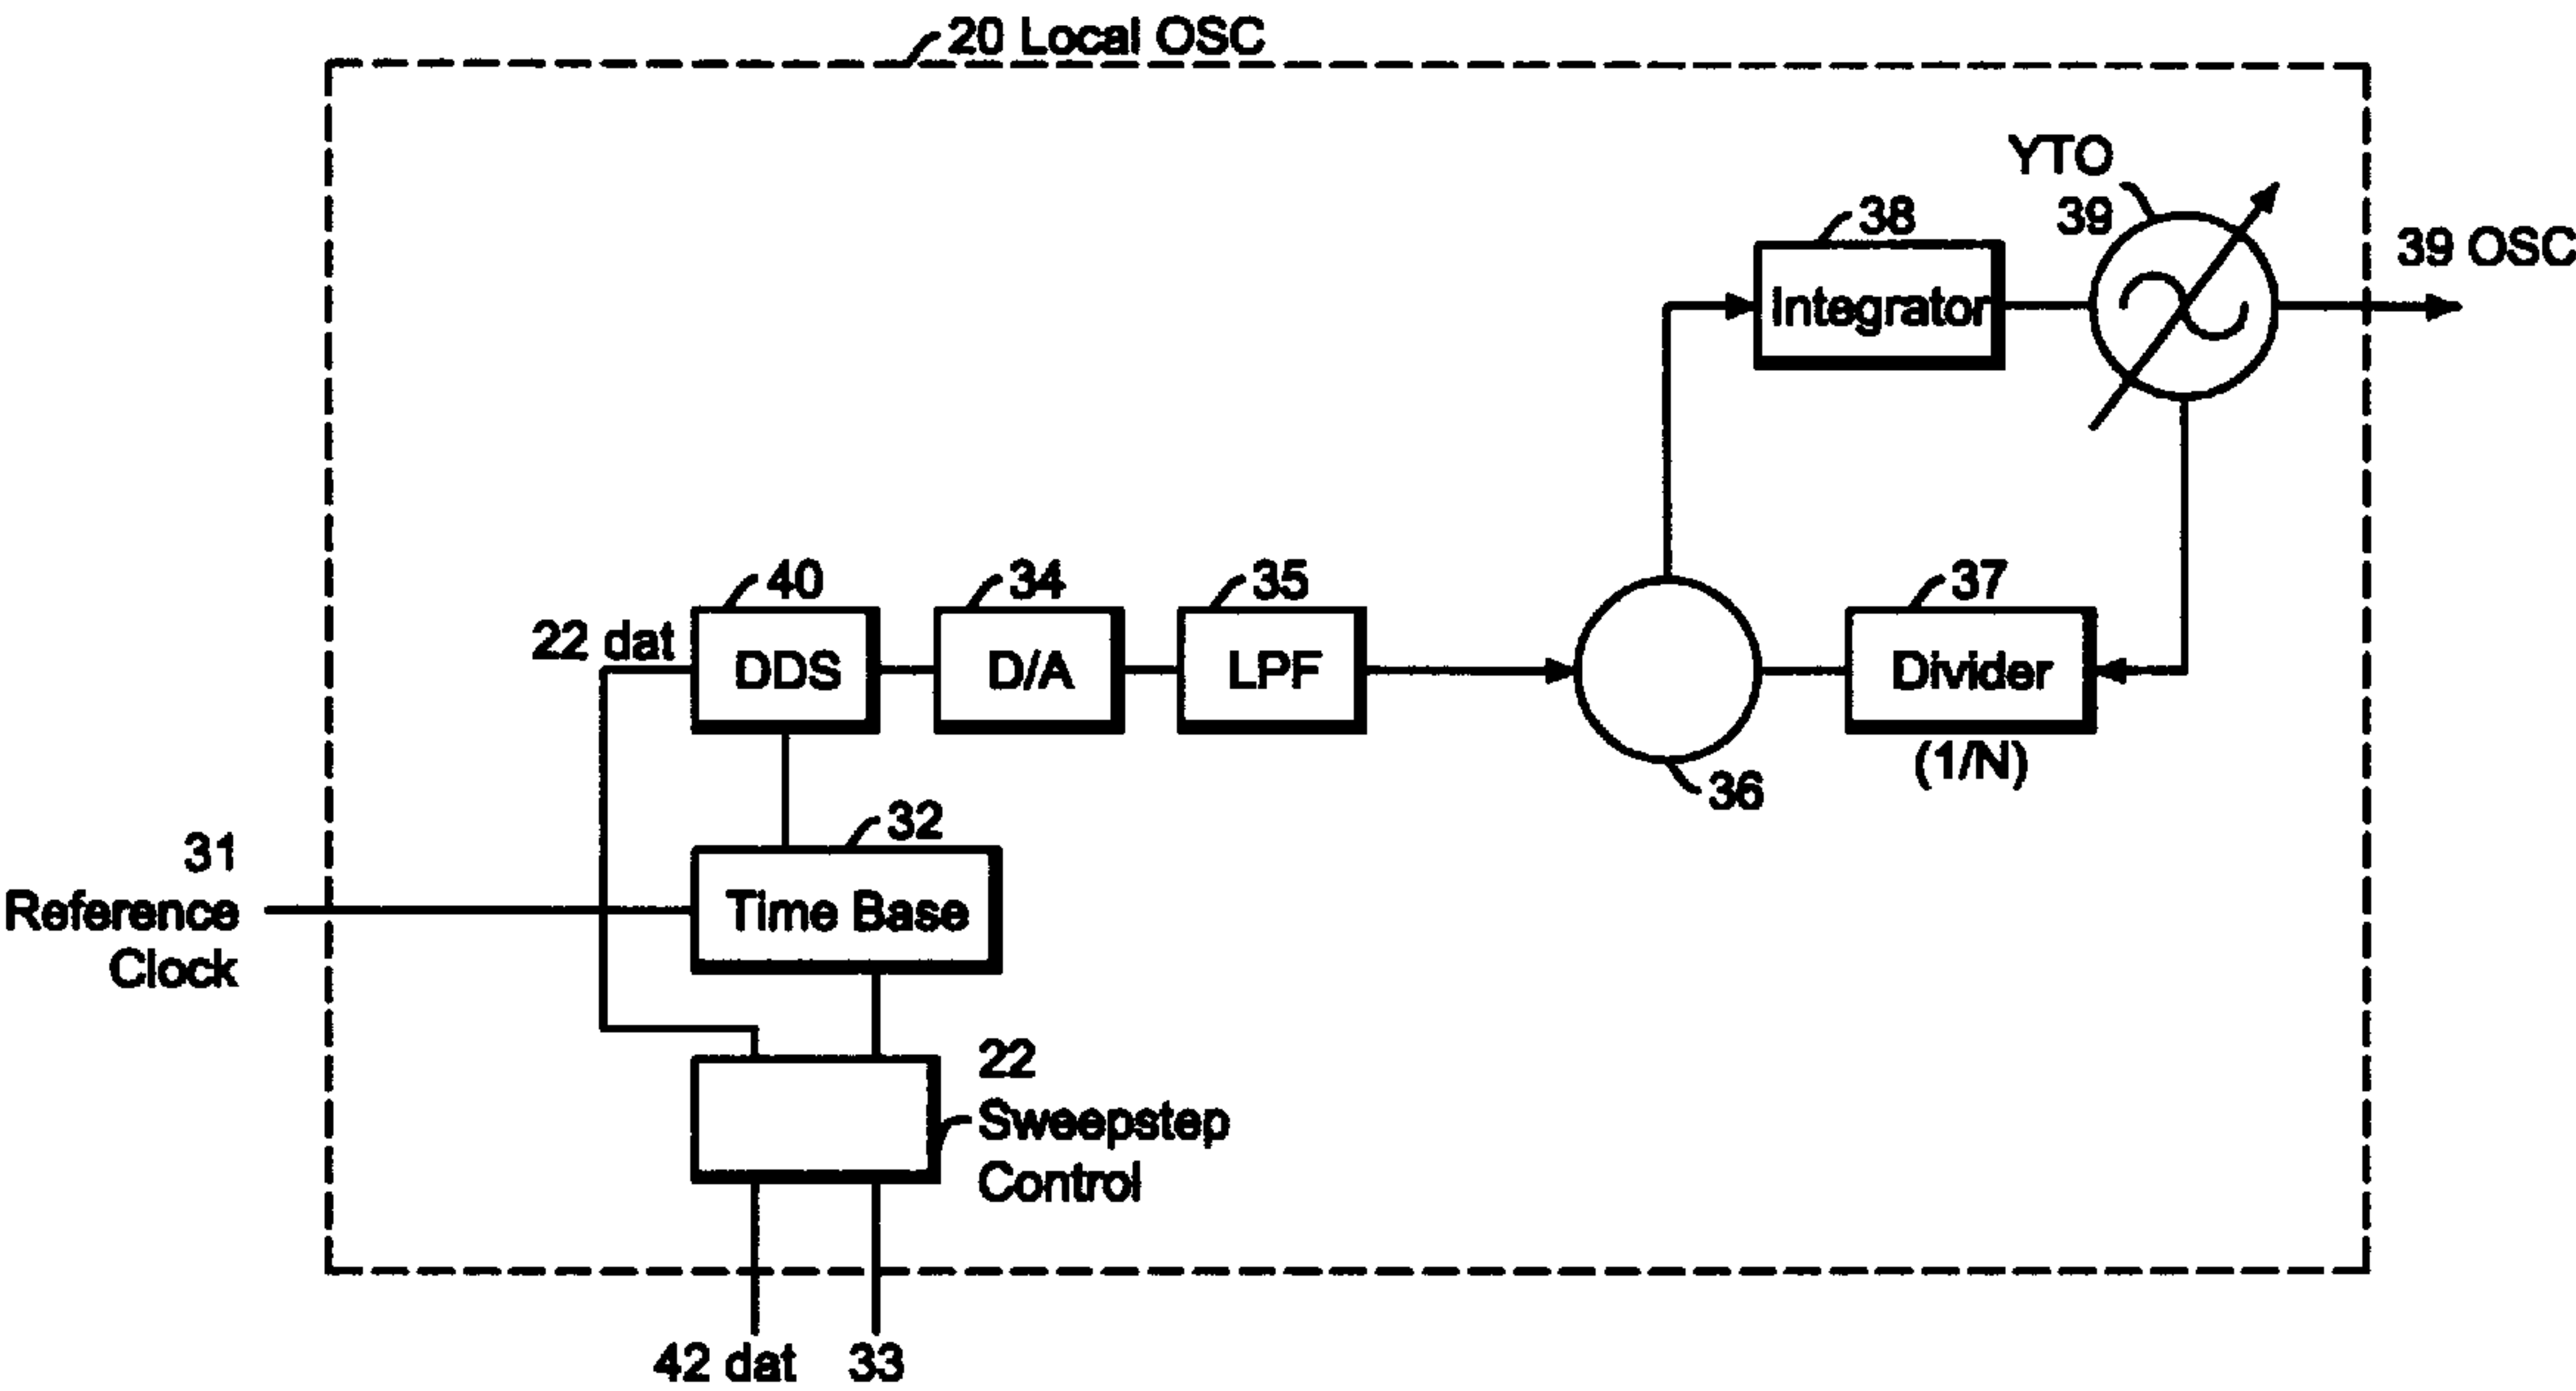 20 Local OSC
YTO
39
38
39 OSC
Integrator
40
34
35
37
22 dat
DDS
D/A
LPF
Divider
(1/N)
36
32
31
Reference
Clock
Time Base
22
Sweepstep
Control
42 dat
33